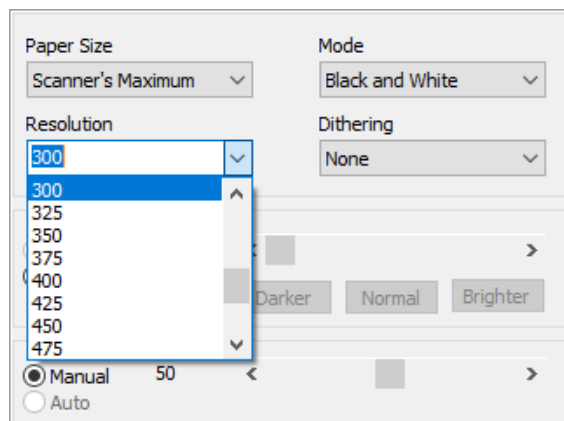 Paper Size
Mode
Scanner's Maximum
Black and White
Resolution
Dithering
300
None
300
325
350
375
400
425
450
475
Darker
Normal
Brighter
Manual
50
Auto